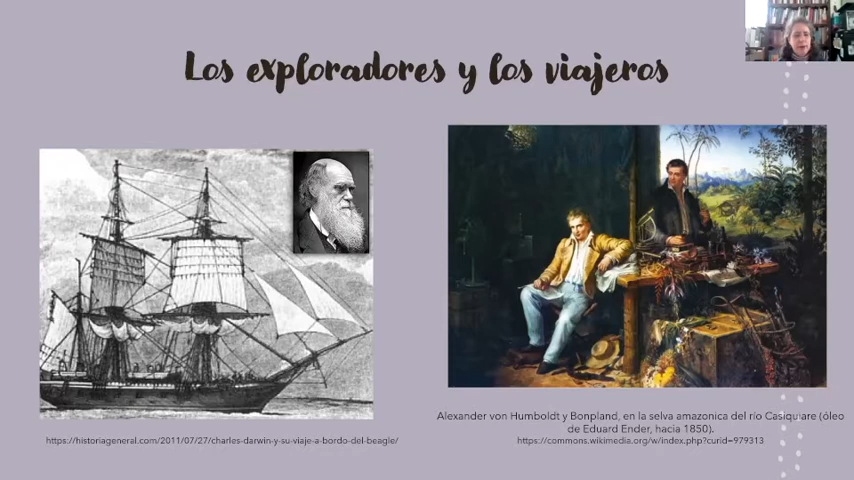 Los exploradores y los viajeros
https://historiageneral.com/2011/07/27/charles-darwin-y-su-viaje-a-bordo-del-beagle/
Alexander von Humboldt y Bonpland, en la selva amazonica del río Casiquiare (óleo
de Eduard Ender, hacia 1850).
https://commons.wikimedia.org/w/index.php?curid=979313